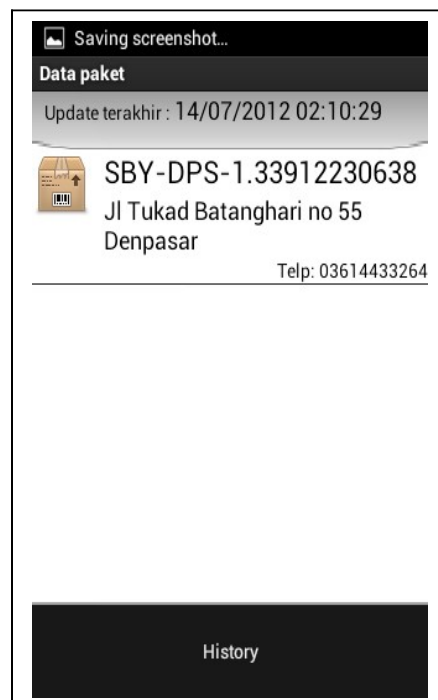 Saving screenshot...
Data paket
Update terakhir : 14/07/2012 02:10:29
SBY-DPS-1.33912230638
Jl Tukad Batanghari no 55
Denpasar
Telp: 03614433264
History